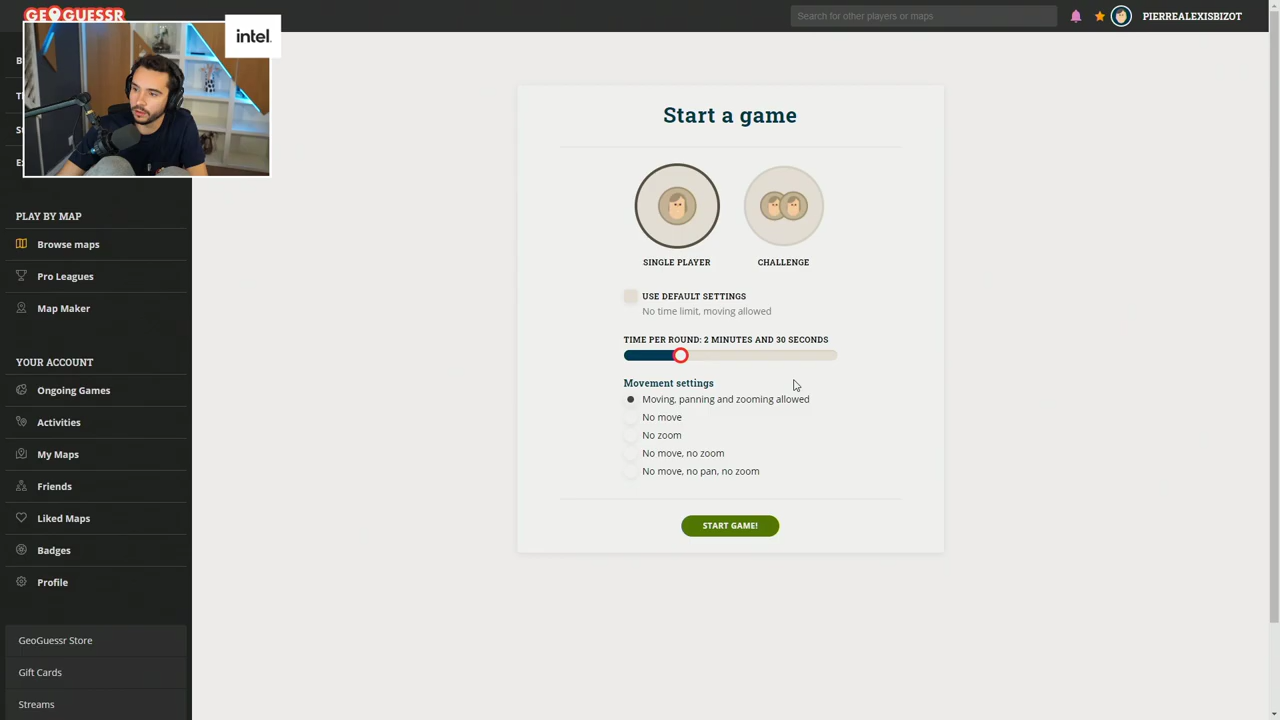 GEOGUESSR
intel.
Search for other players or maps
PIERREALEXISBIZOT
PLAY BY MAP
Browse maps
Pro Leagues
Map Maker
YOUR ACCOUNT
Ongoing Games
Activities
My Maps
Friends
Liked Maps
Badges
Profile
GeoGuessr Store
Gift Cards
Streams
Start a game
SINGLE PLAYER
CHALLENGE
USE DEFAULT SETTINGS
No time limit, moving allowed
TIME PER ROUND: 2 MINUTES AND 30 SECONDS
Movement settings
Moving, panning and zooming allowed
No move
No zoom
No move, no zoom
No move, no pan, no zoom
START GAME!